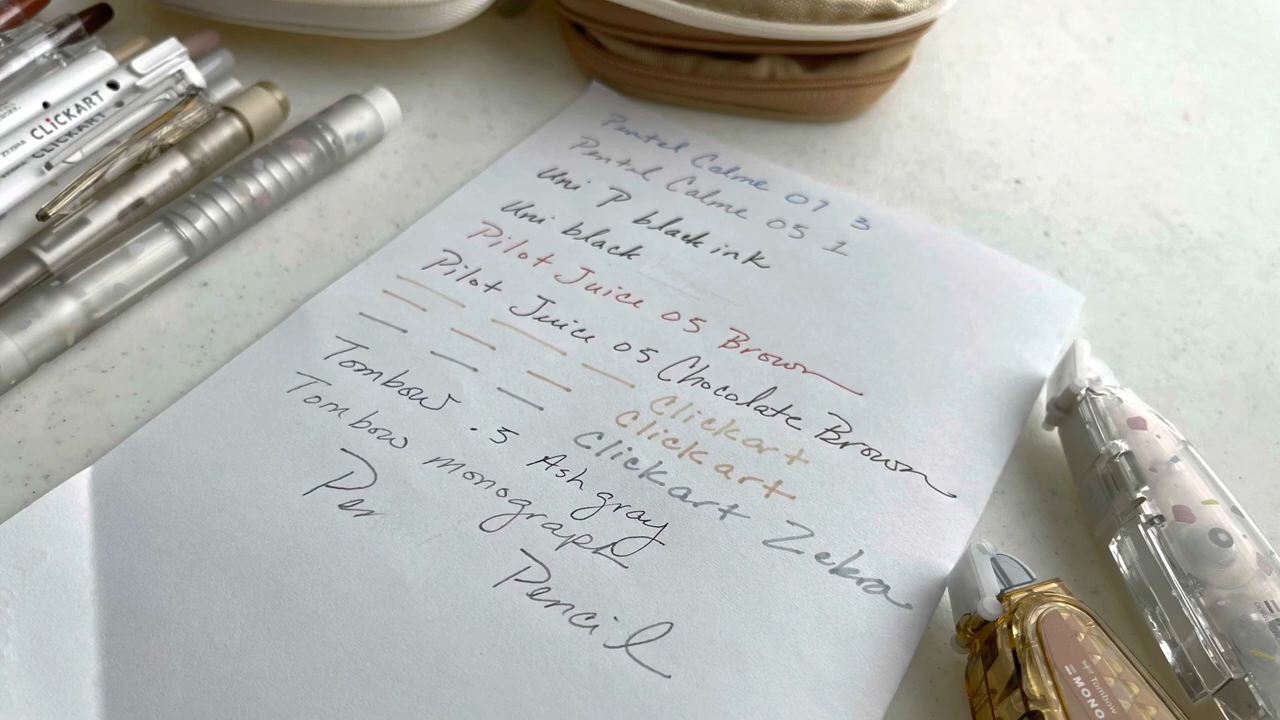 Pentel Calme 07 3
Pentel Calme 05 1
Uni P black ink
Uni black
Pilot Juice 05 Brown
Pilot Juice 05 Chocolate Brown
Clickart
Clickart
Clickart Zebra
Tombow .5 Ash gray
Tombow monograph
Pencil
Pen
ZEBRA CLiCKART
CLiCKART
Tombow
MONO